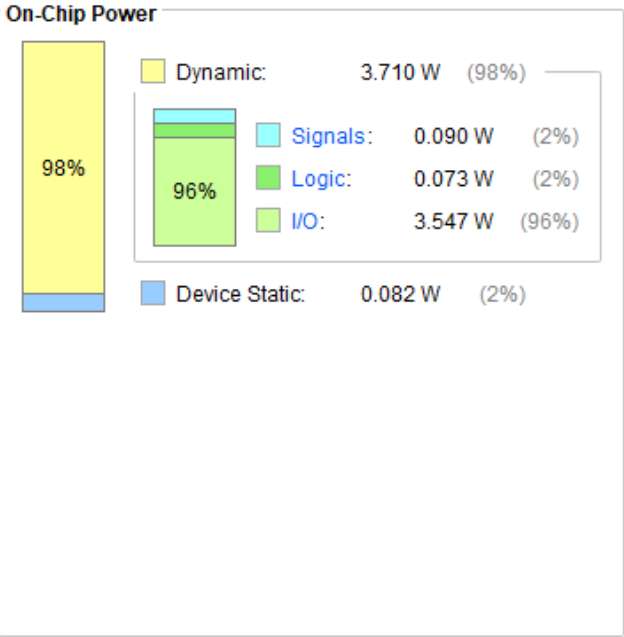 On-Chip Power
Dynamic: 3.710 W (98%)
98%
Signals: 0.090 W (2%)
Logic: 0.073 W (2%)
96%
I/O: 3.547 W (96%)
Device Static: 0.082 W (2%)